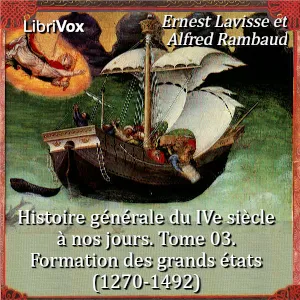 LibriVox
Ernest Lavisse et
Alfred Rambaud
Histoire générale du IVe siècle
à nos jours. Tome 03.
Formation des grands états
(1270-1492)